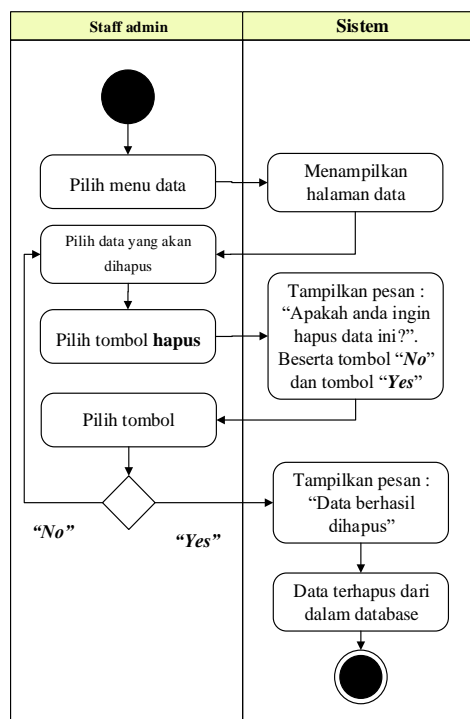 Staff admin
Sistem
Pilih menu data
Menampilkan
halaman data
Pilih data yang akan
dihapus
Pilih tombol hapus
Tampilkan pesan :
“Apakah anda ingin
hapus data ini?”.
Beserta tombol “No”
dan tombol “Yes”
Pilih tombol
“No”
“Yes”
Tampilkan pesan :
“Data berhasil
dihapus”
Data terhapus dari
dalam database